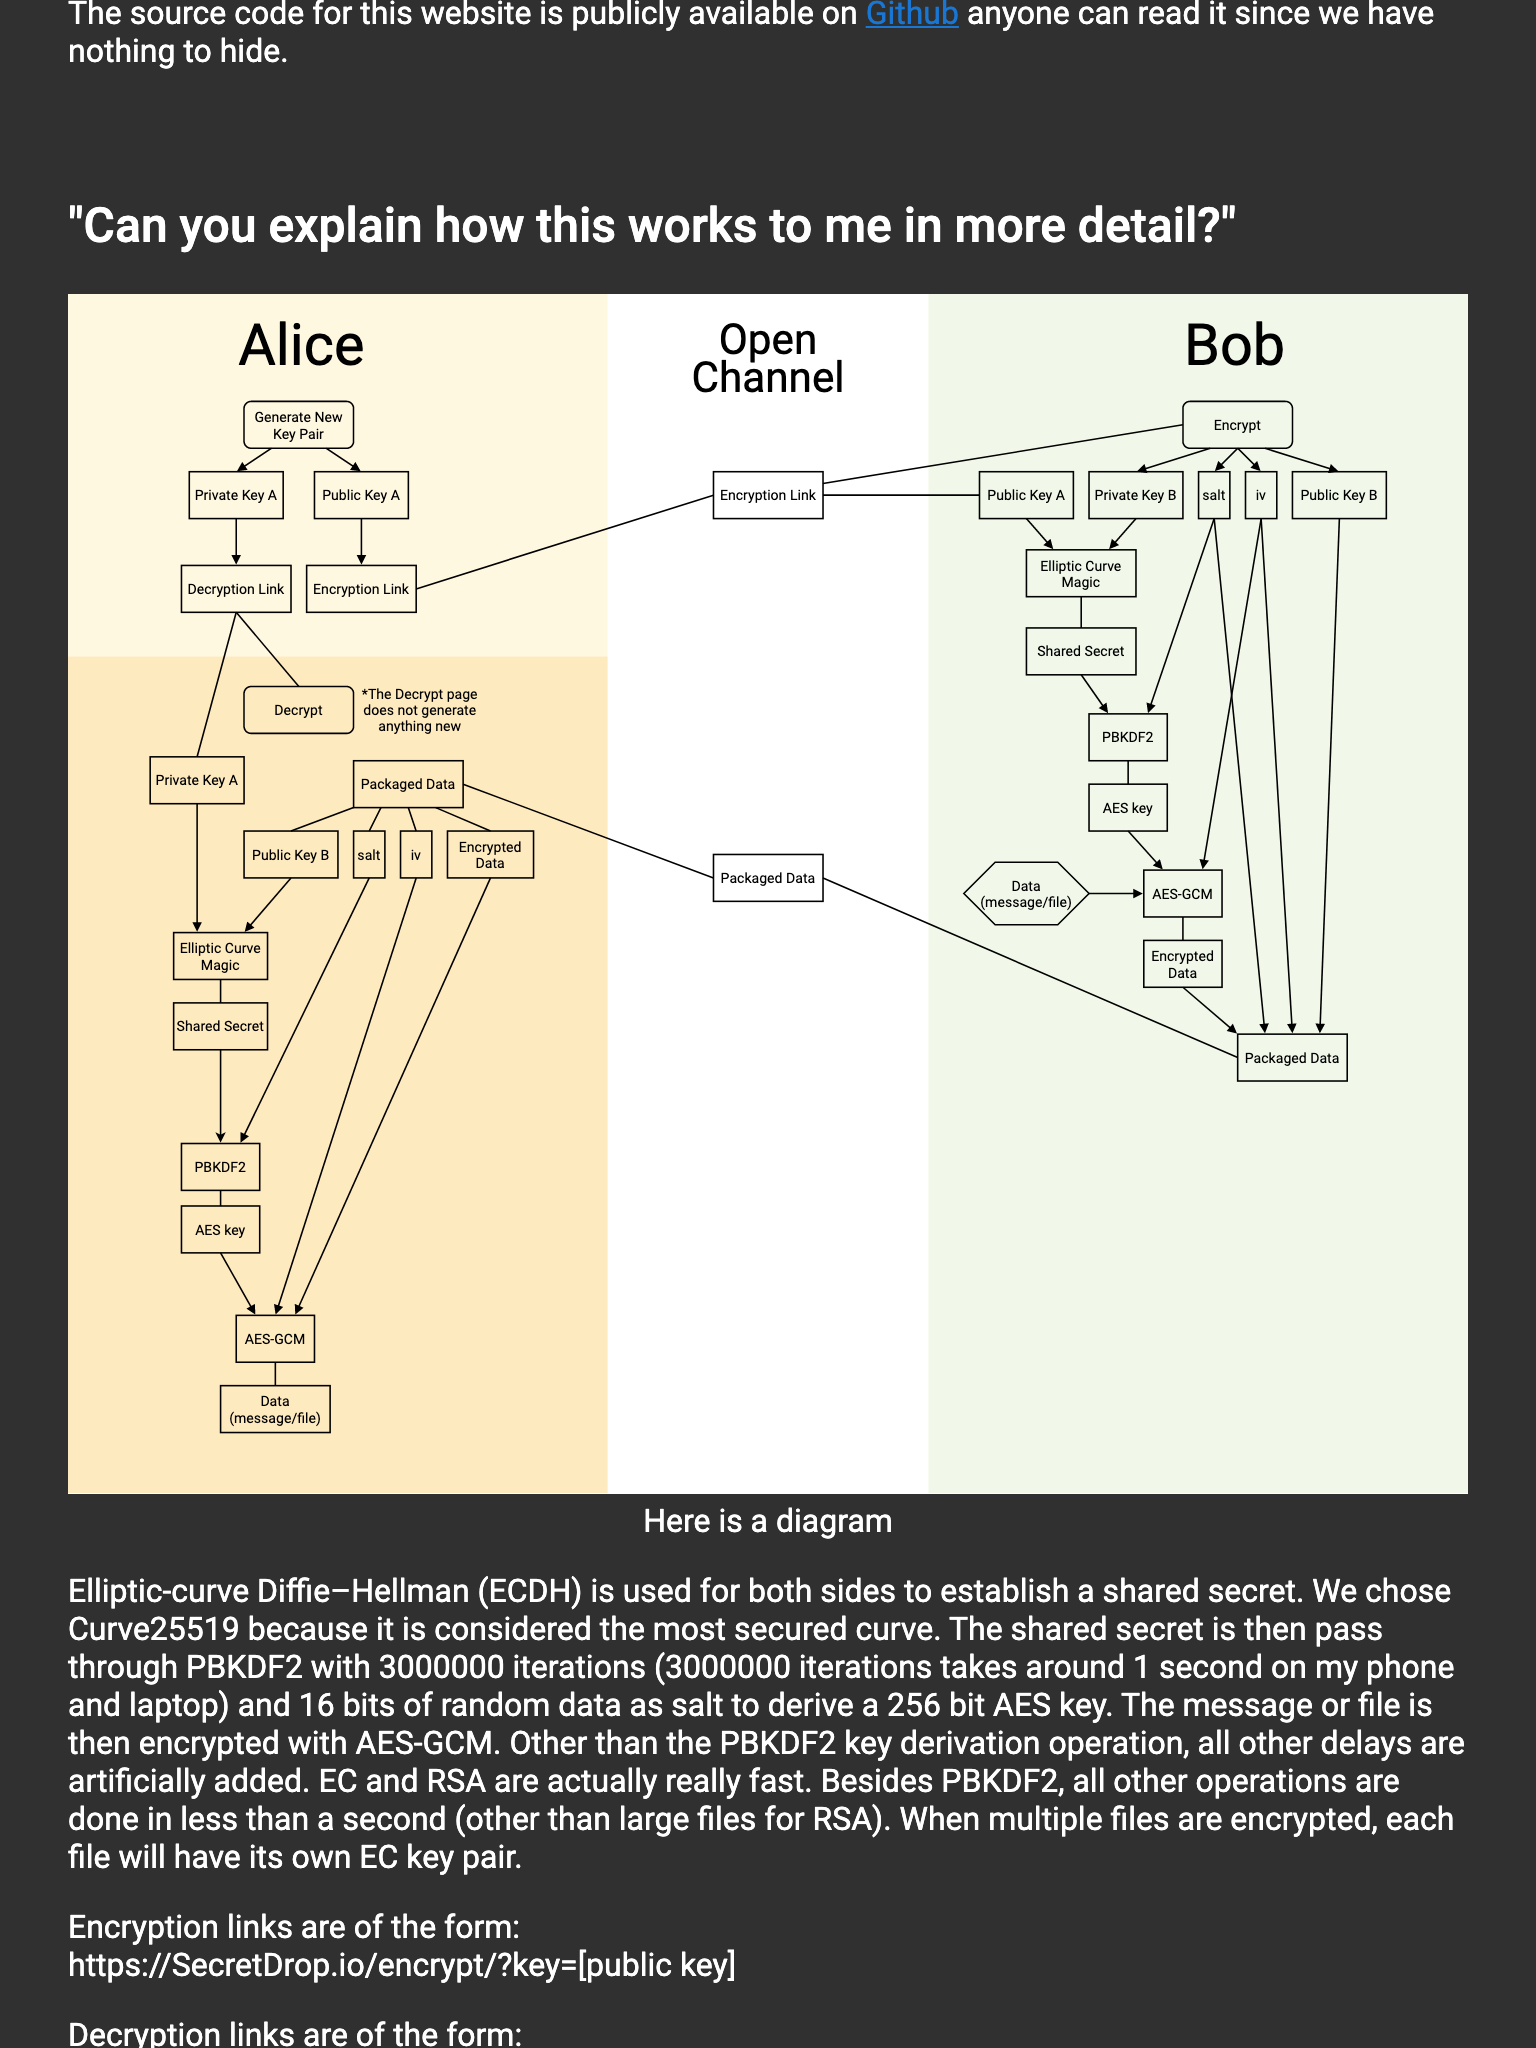 The source code for this website is publicly available on Github anyone can read it since we have
nothing to hide.
"Can you explain how this works to me in more detail?"
Alice
Generate New
Key Pair
Private Key A
Public Key A
Decryption Link
Encryption Link
Decrypt
*The Decrypt page
does not generate
anything new
Private Key A
Packaged Data
Public Key B
salt
iv
Encrypted
Data
Elliptic Curve
Magic
Shared Secret
PBKDF2
AES key
AES-GCM
Data
(message/file)
Open
Channel
Encryption Link
Packaged Data
Bob
Encrypt
Public Key A
Private Key B
salt
iv
Public Key B
Elliptic Curve
Magic
Shared Secret
PBKDF2
AES key
Data
(message/file)
AES-GCM
Encrypted
Data
Packaged Data
Here is a diagram
Elliptic-curve Diffie–Hellman (ECDH) is used for both sides to establish a shared secret. We chose
Curve25519 because it is considered the most secured curve. The shared secret is then pass
through PBKDF2 with 3000000 iterations (3000000 iterations takes around 1 second on my phone
and laptop) and 16 bits of random data as salt to derive a 256 bit AES key. The message or file is
then encrypted with AES-GCM. Other than the PBKDF2 key derivation operation, all other delays are
artificially added. EC and RSA are actually really fast. Besides PBKDF2, all other operations are
done in less than a second (other than large files for RSA). When multiple files are encrypted, each
file will have its own EC key pair.
Encryption links are of the form:
https://SecretDrop.io/encrypt/?key=[public key]
Decryption links are of the form: